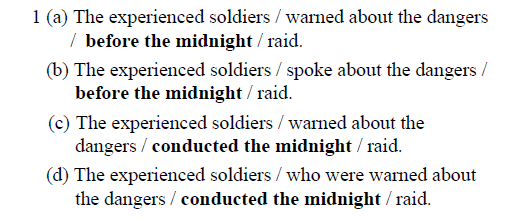 1 (a) The experienced soldiers / warned about the dangers
/ before the midnight / raid.
(b) The experienced soldiers / spoke about the dangers /
before the midnight / raid.
(c) The experienced soldiers / warned about the
dangers / conducted the midnight / raid.
(d) The experienced soldiers / who were warned about
the dangers / conducted the midnight / raid.